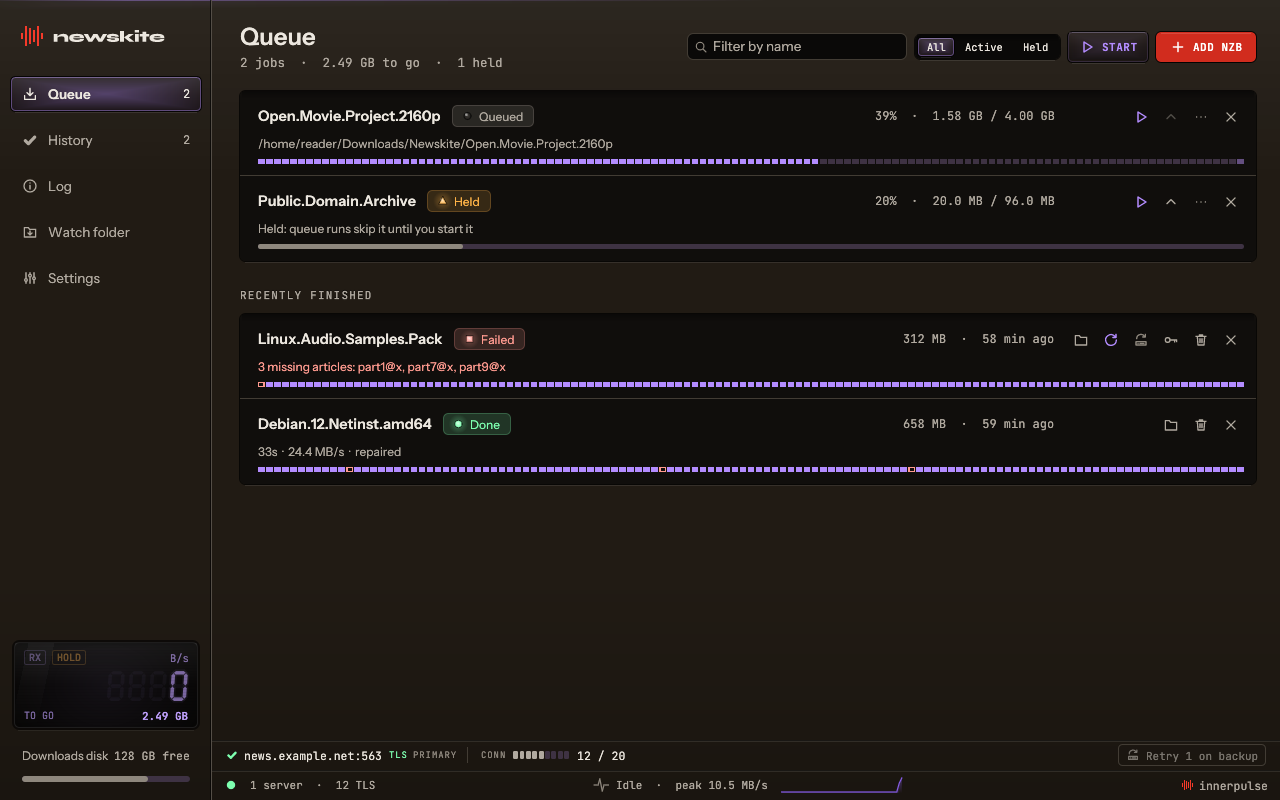 newskite
Queue 2
History 2
Log
Watch folder
Settings
RX HOLD B/s
0
TO GO 2.49 GB
Downloads disk 128 GB free
Queue
2 jobs · 2.49 GB to go · 1 held
Filter by name
All Active Held
START
ADD NZB
Open.Movie.Project.2160p Queued 39% · 1.58 GB / 4.00 GB ...
/home/reader/Downloads/Newskite/Open.Movie.Project.2160p
Public.Domain.Archive Held 20% · 20.0 MB / 96.0 MB ...
Held: queue runs skip it until you start it
RECENTLY FINISHED
Linux.Audio.Samples.Pack Failed 312 MB · 58 min ago
3 missing articles: part1@x, part7@x, part9@x
Debian.12.Netinst.amd64 Done 658 MB · 59 min ago
33s · 24.4 MB/s · repaired
news.example.net:563 TLS PRIMARY CONN 12 / 20 Retry 1 on backup
1 server · 12 TLS Idle · peak 10.5 MB/s innerpulse